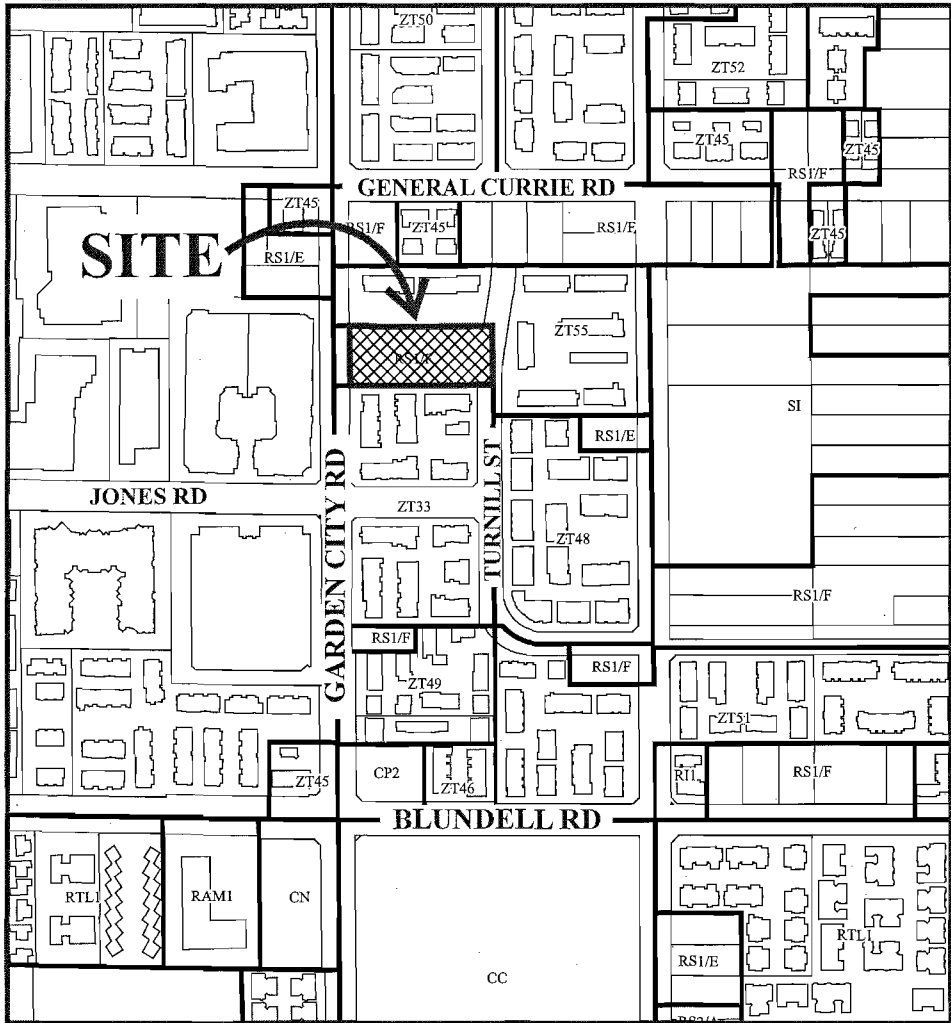 ZT50
ZT52
ZT45
ZT45
RS1/F
GENERAL CURRIE RD
ZT45
RS1/F
ZT45
RS1/E
ZT45
SITE
RS1/E
ZT55
SI
RS1/E
JONES RD
GARDEN CITY RD
ZT33
TURNILL ST
ZT48
RS1/F
RS1/F
RS1/F
ZT49
ZT51
CP2
ZT46
RI1
RS1/F
ZT45
BLUNDELL RD
RTL1
RAM1
CN
RTL1
RS1/E
CC